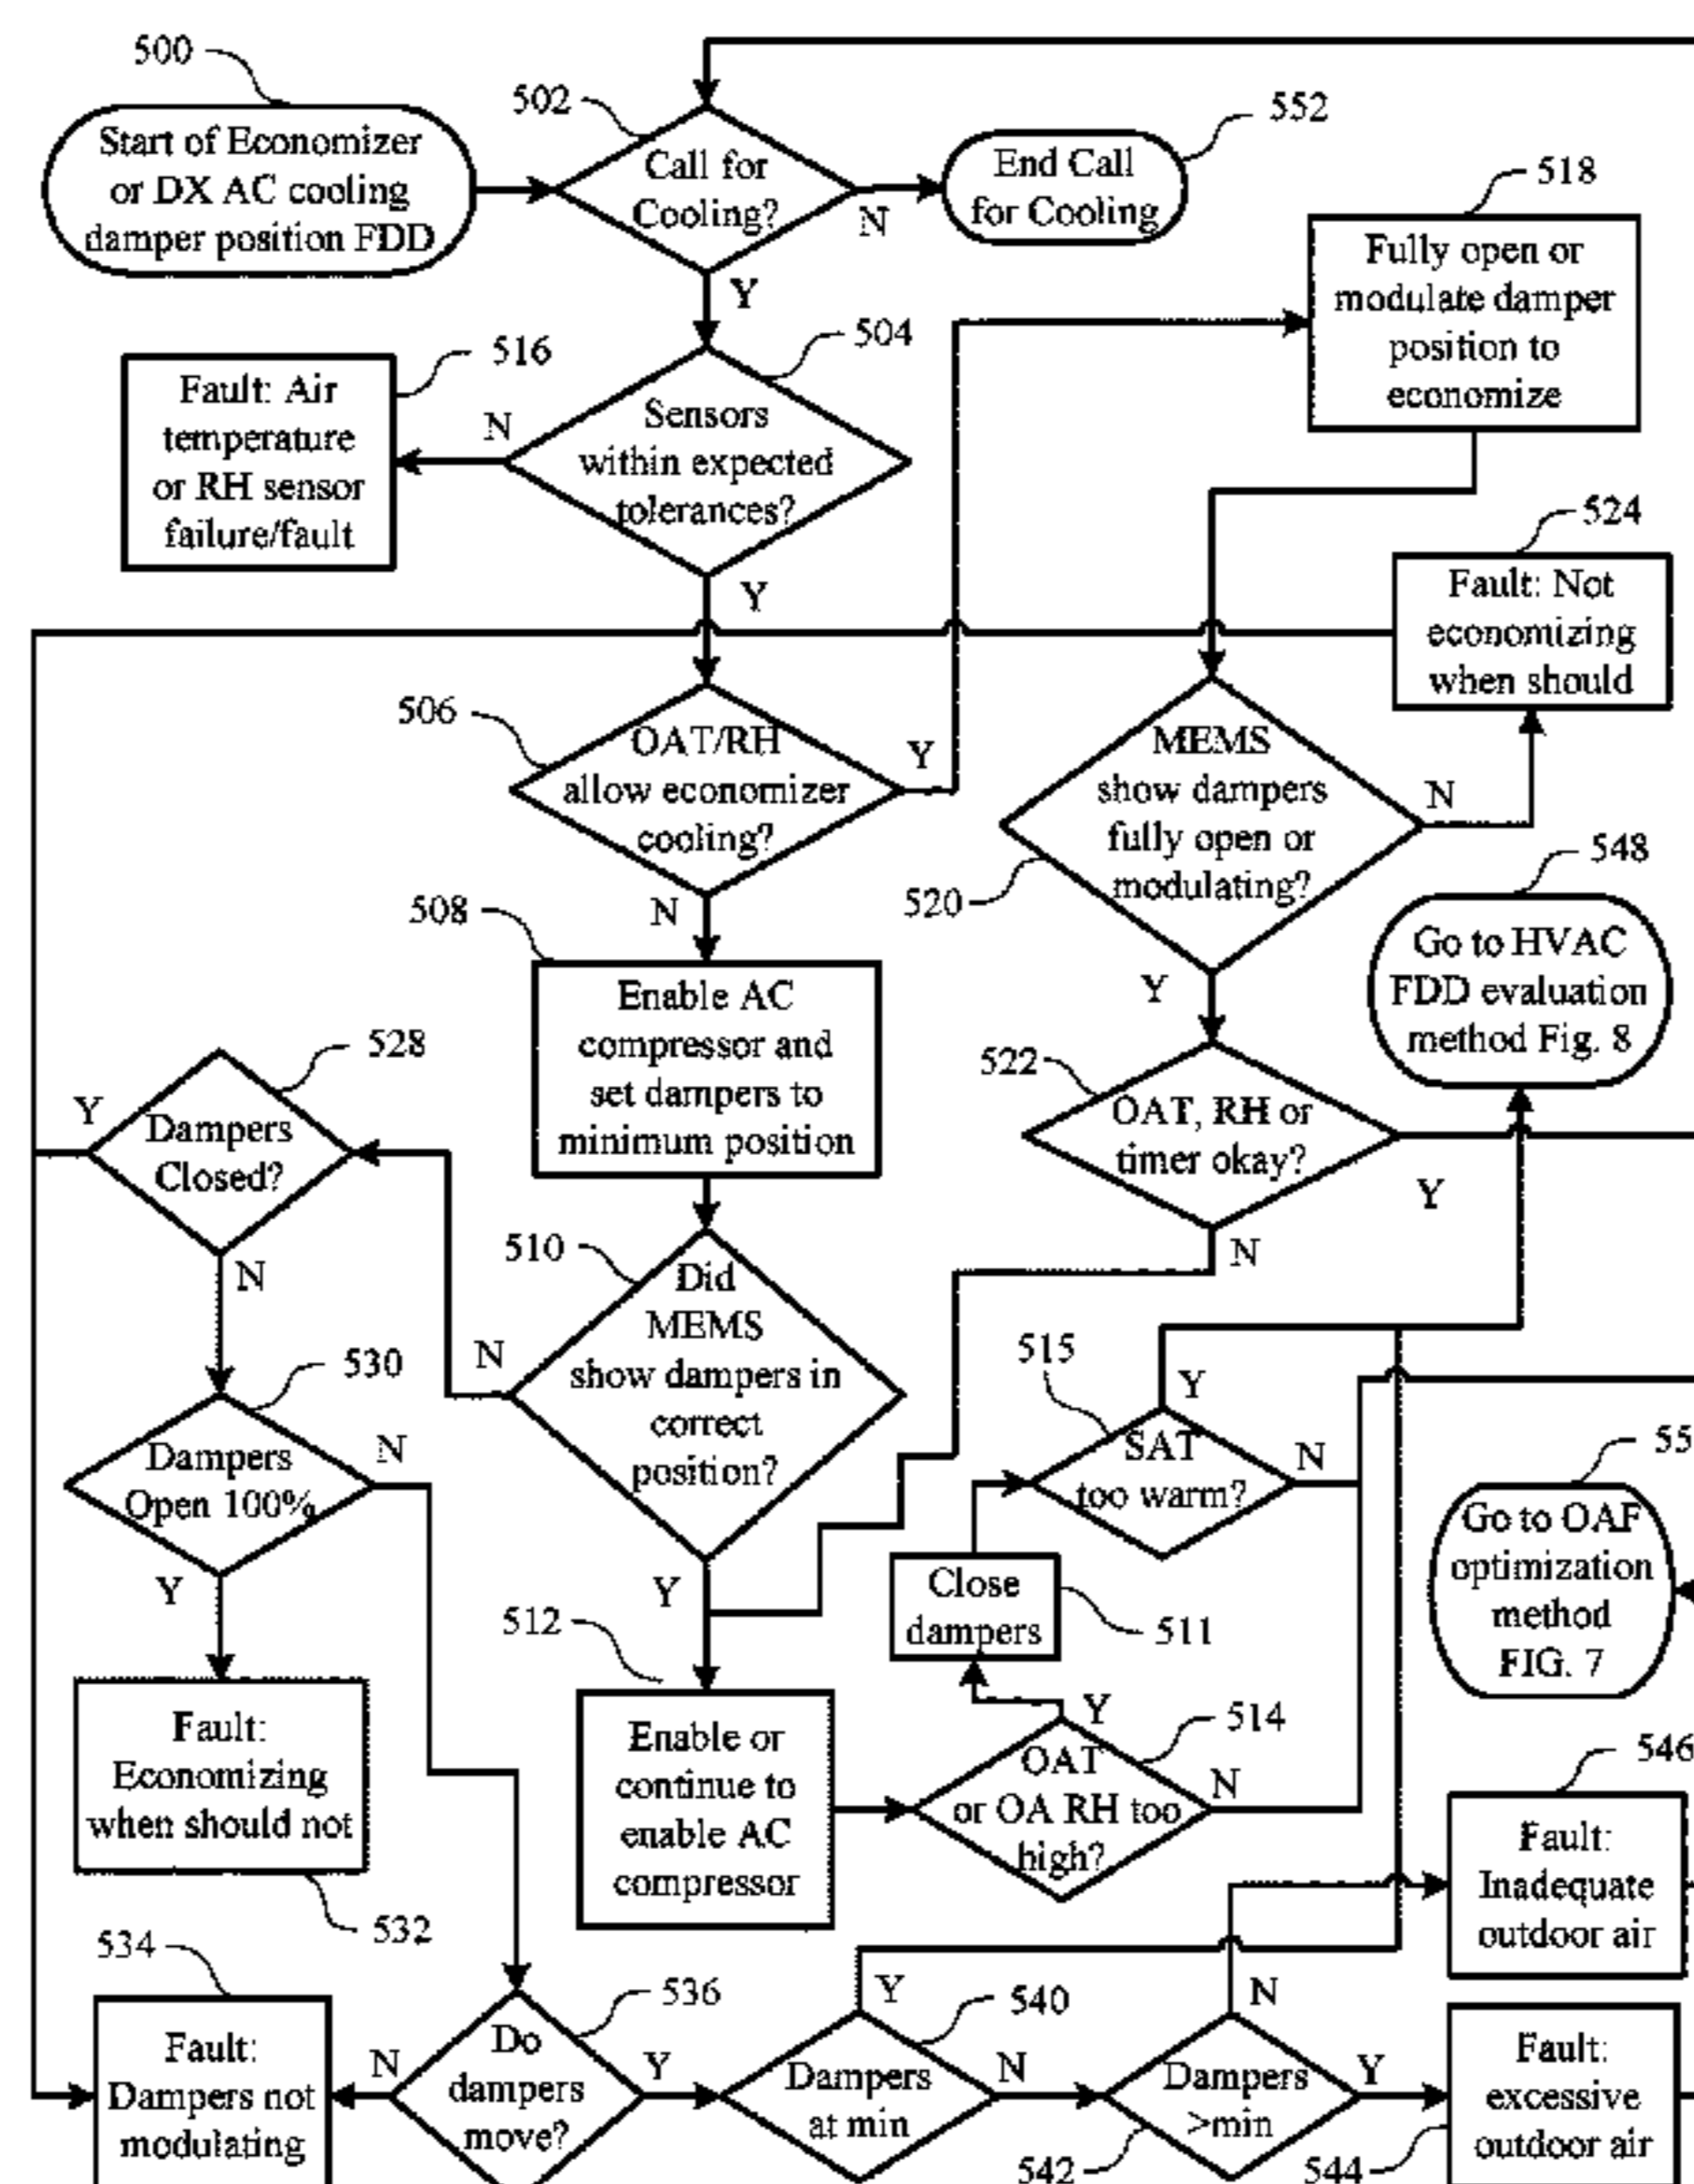 500
Start of Economizer
or DX AC cooling
damper position FDD
502
Call for
Cooling?
N
Y
552
End Call
for Cooling
518
Fully open or
modulate damper
position to
economize
516
Fault: Air
temperature
or RH sensor
failure/fault
504
N
Sensors
within expected
tolerances?
Y
524
Fault: Not
economizing
when should
506
OAT/RH
allow economizer
cooling?
Y
N
MEMS
show dampers
fully open or
modulating?
520
N
Y
548
Go to HVAC
FDD evaluation
method Fig. 8
508
Enable AC
compressor and
set dampers to
minimum position
522
OAT, RH or
timer okay?
Y
N
528
Y
Dampers
Closed?
N
510
Did
MEMS
show dampers in
correct
position?
N
Y
530
Dampers
Open 100%
N
Y
515
Y
SAT
too warm?
N
55
Go to OAF
optimization
method
FIG. 7
Close
dampers
511
512
Enable or
continue to
enable AC
compressor
Y
514
OAT
or OA RH too
high?
N
546
Fault:
Inadequate
outdoor air
Fault:
Economizing
when should not
532
534
Fault:
Dampers not
modulating
N
536
Do
dampers
move?
Y
Y
540
Dampers
at min
N
N
Dampers
>min
Y
542
Fault:
excessive
outdoor air
544